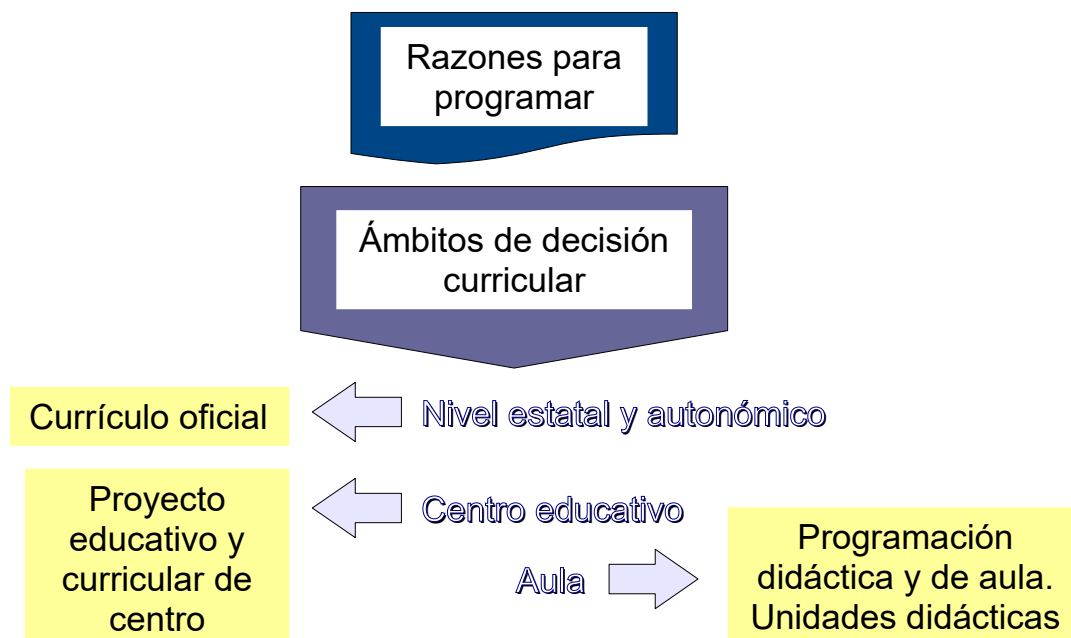 Razones para
programar
Ámbitos de decisión
curricular
Currículo oficial
Nivel estatal y autonómico
Proyecto
educativo y
curricular de
centro
Centro educativo
Aula
Programación
didáctica y de aula.
Unidades didácticas